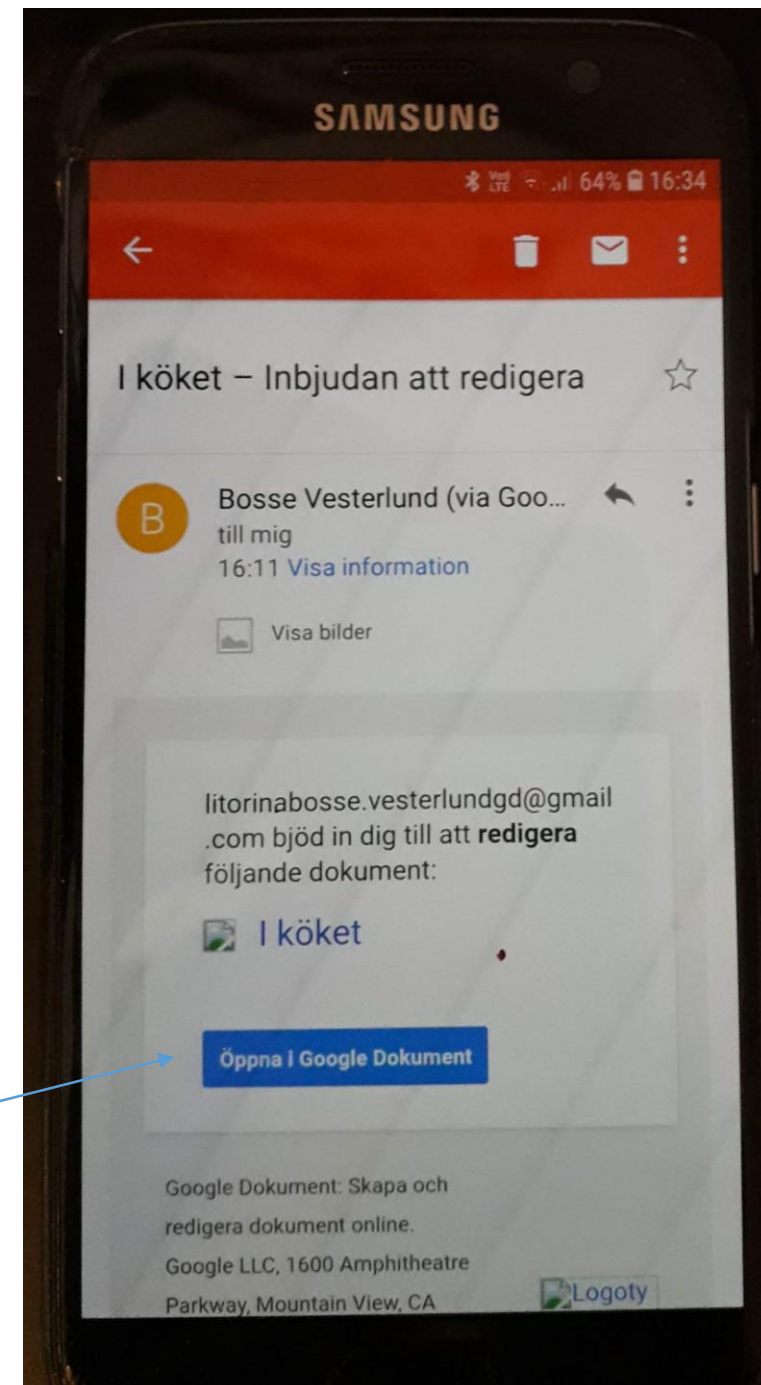 SAMSUNG
VoI LTE 64% 16:34
I köket – Inbjudan att redigera
B
Bosse Vesterlund (via Goo...
till mig
16:11 Visa information
Visa bilder
litorinabosse.vesterlundgd@gmail
.com bjöd in dig till att redigera
följande dokument:
I köket
Öppna i Google Dokument
Google Dokument: Skapa och
redigera dokument online.
Google LLC, 1600 Amphitheatre
Parkway, Mountain View, CA
Logoty